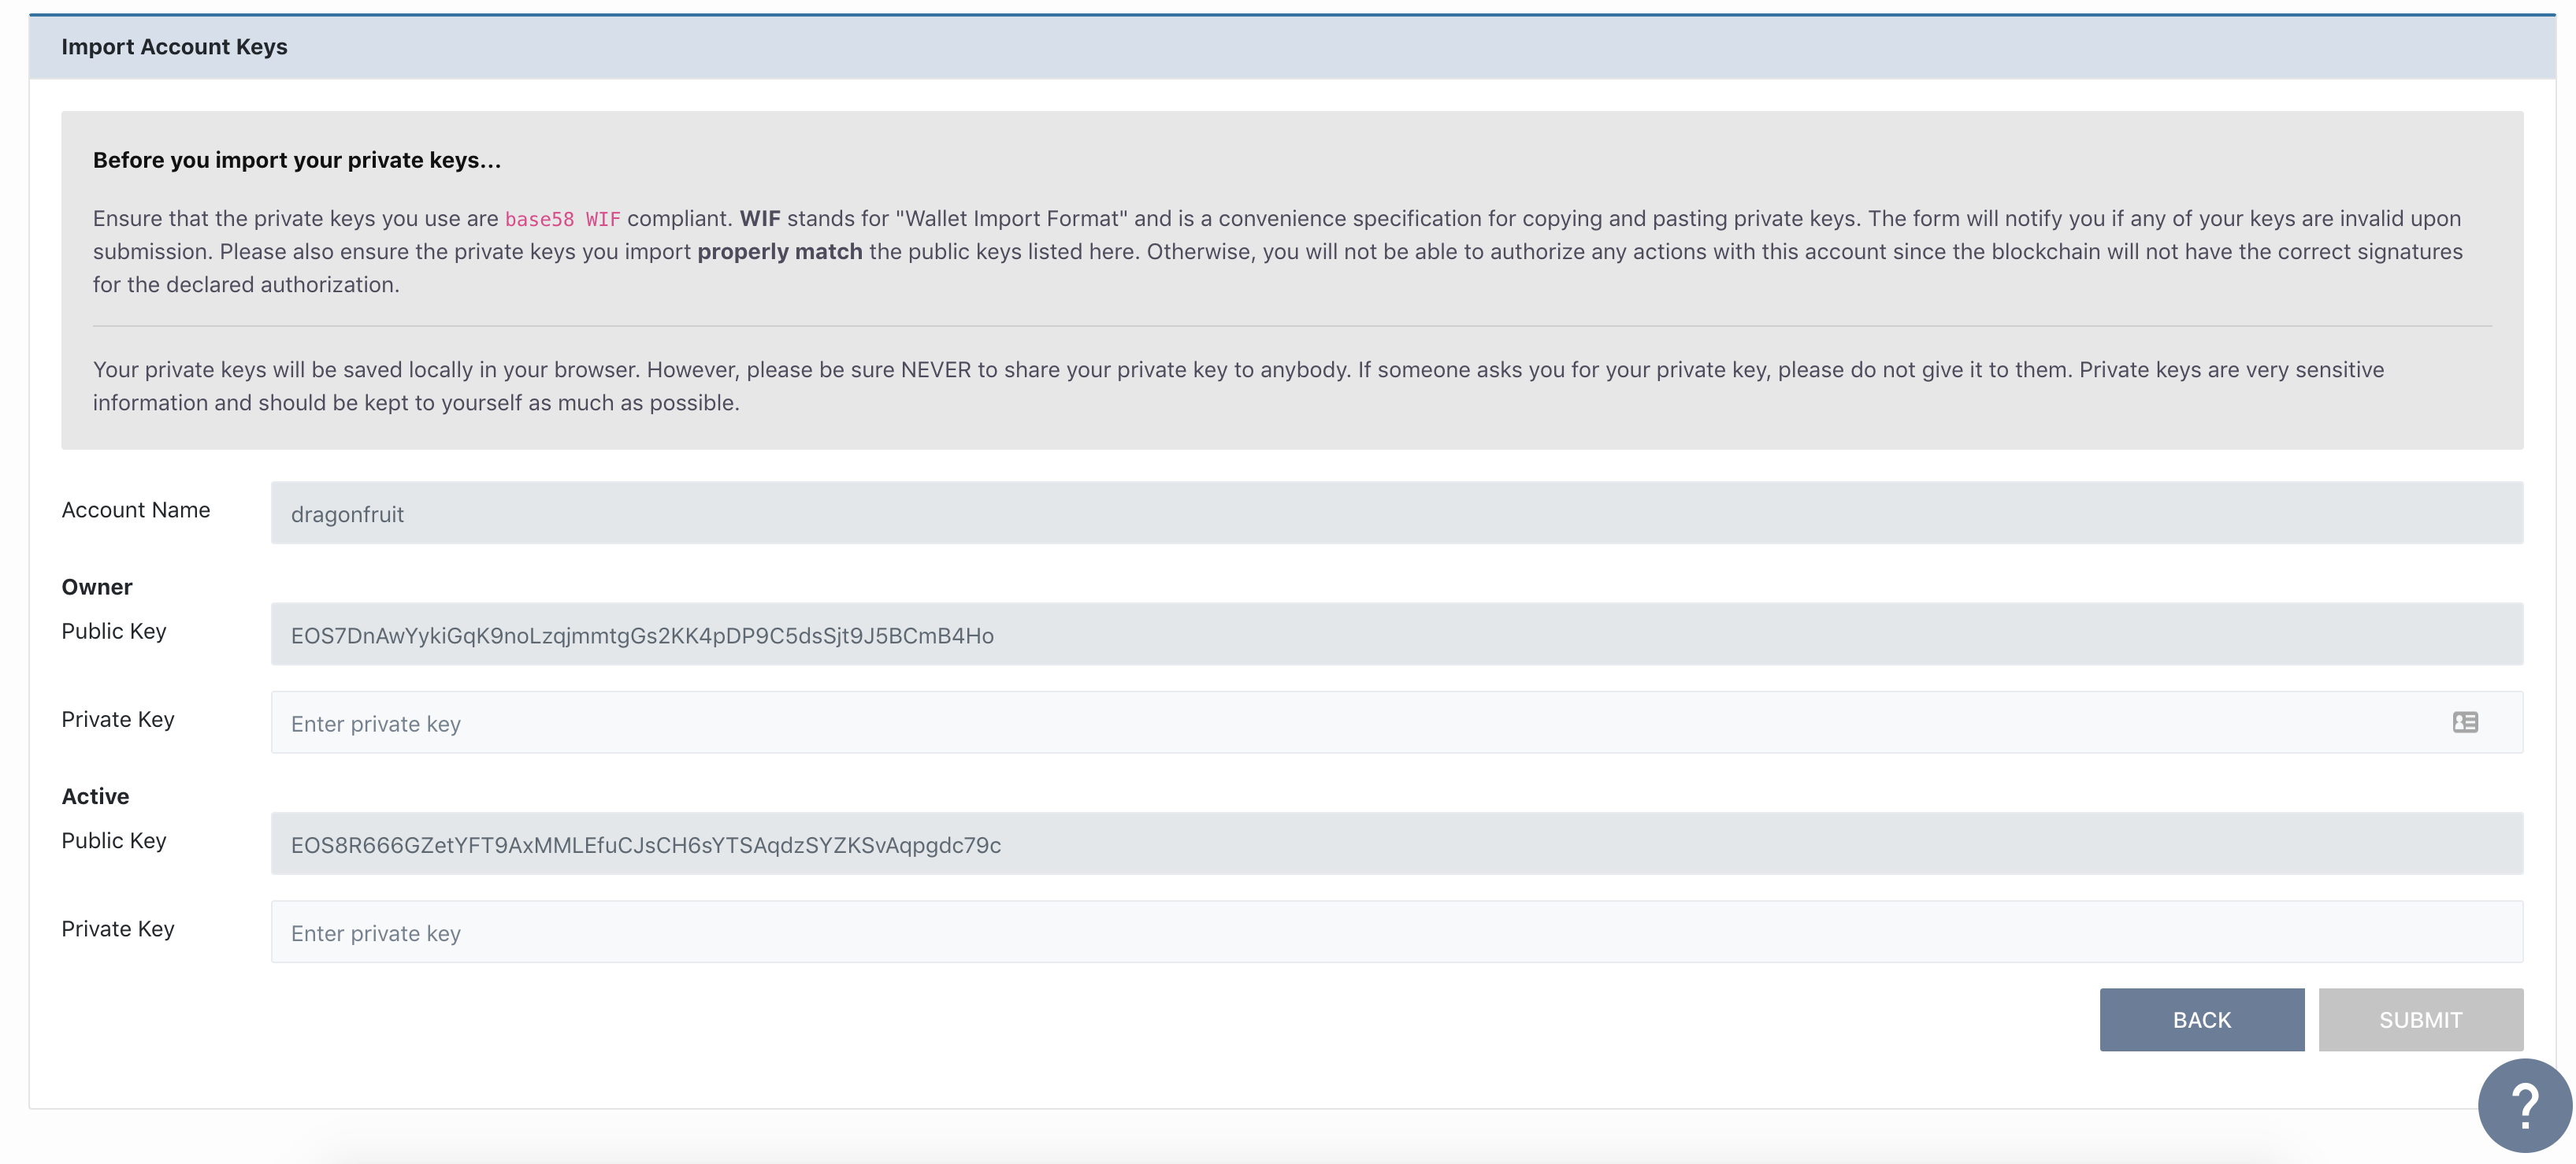 Import Account Keys
Before you import your private keys...
Ensure that the private keys you use are base58 WIF compliant. WIF stands for "Wallet Import Format" and is a convenience specification for copying and pasting private keys. The form will notify you if any of your keys are invalid upon
submission. Please also ensure the private keys you import properly match the public keys listed here. Otherwise, you will not be able to authorize any actions with this account since the blockchain will not have the correct signatures
for the declared authorization.
Your private keys will be saved locally in your browser. However, please be sure NEVER to share your private key to anybody. If someone asks you for your private key, please do not give it to them. Private keys are very sensitive
information and should be kept to yourself as much as possible.
Account Name
dragonfruit
Owner
Public Key
EOS7DnAwYykiGqK9noLzqjmmtgGs2KK4pDP9C5dsSjt9J5BCmB4Ho
Private Key
Enter private key
Active
Public Key
EOS8R666GZetYFT9AxMMLEfuCJsCH6sYTSAqdzSYZKSvAqpgdc79c
Private Key
Enter private key
BACK
SUBMIT
?